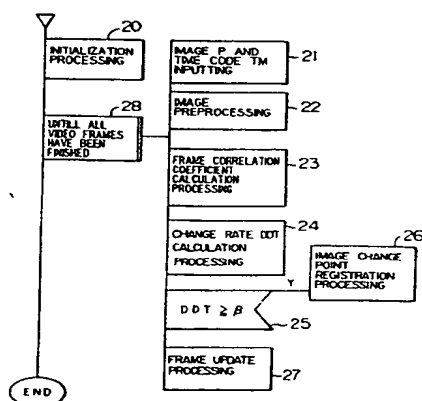 20
INITIALIZATION
PROCESSING
28
UNTILL ALL
VIDEO FRAMES
HAVE BEEN
FINISHED
21
IMAGE P AND
TIME CODE TM
INPUTTING
22
IMAGE
PREPROCESSING
23
FRAME CORRELATION
COEFFICIENT
CALCULATION
PROCESSING
24
CHANGE RATE DDT
CALCULATION
PROCESSING
25
DDT ≧ β
Y
26
IMAGE CHANGE
POINT
REGISTRATION
PROCESSING
27
FRAME UPDATE
PROCESSING
END